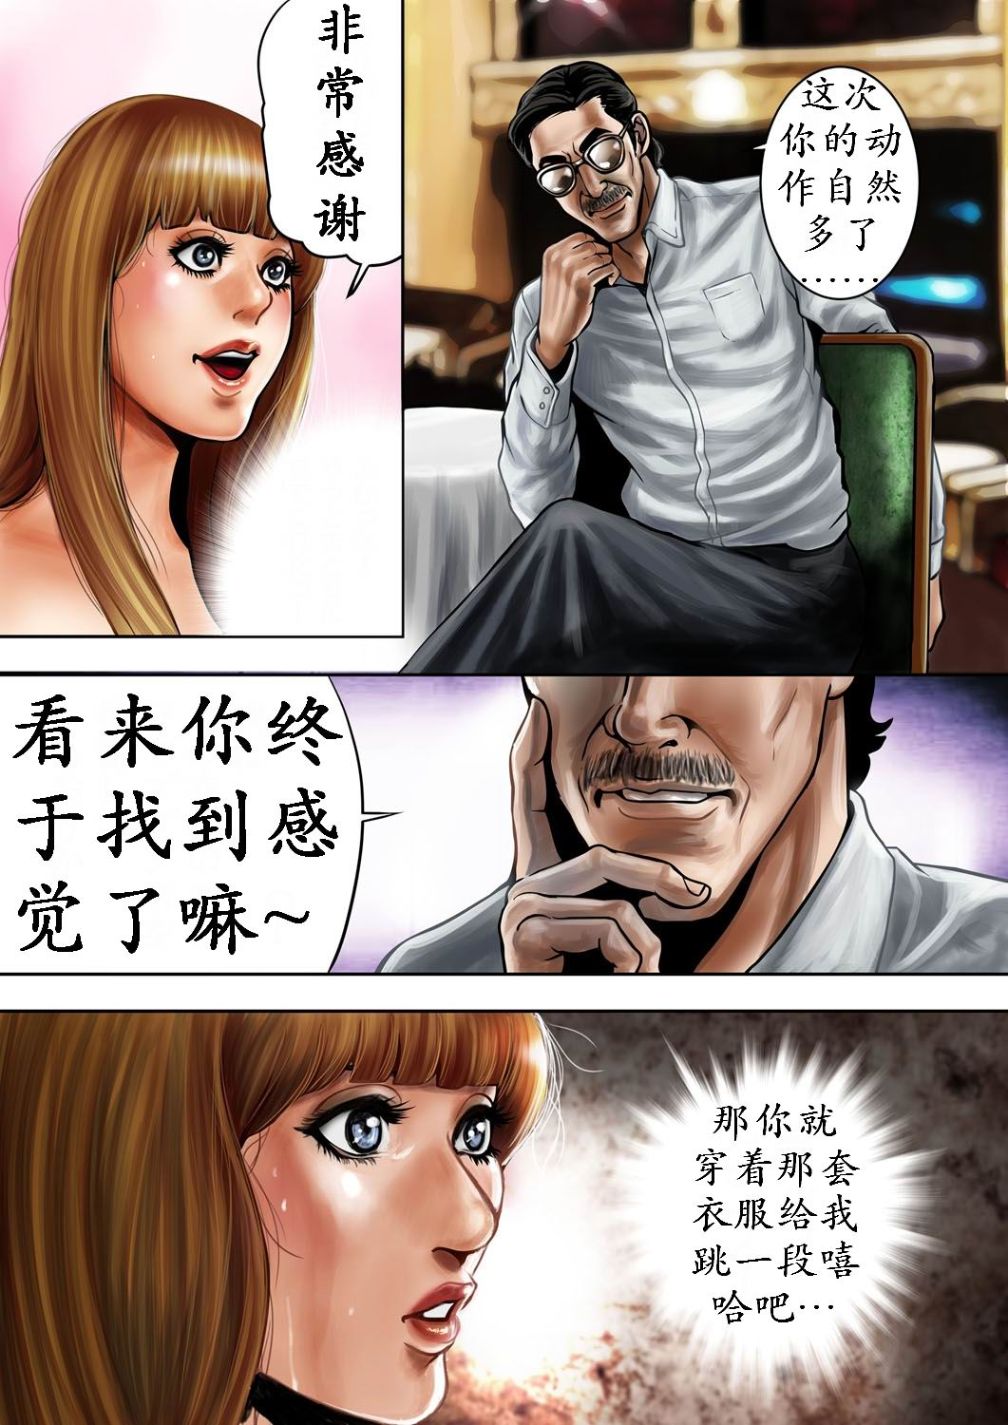 这次
你的动
作自然
多了
……
非
常
感
谢
看来你终
于找到感
觉了嘛~
那你就
穿着那套
衣服给我
跳一段嘻
哈吧…